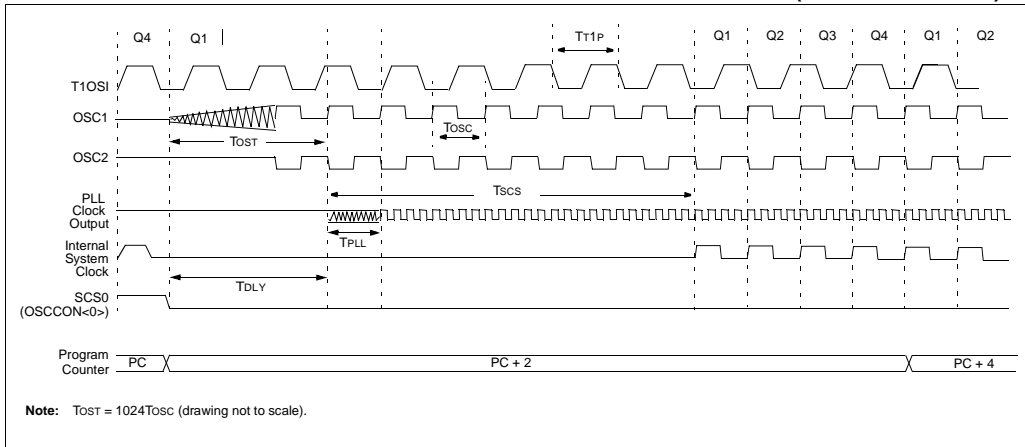 Q4 Q1 Q1 Q2 Q3 Q4 Q1 Q2
TT1P
T1OSI
OSC1
TOSC
TOST
OSC2
TSCS
PLL
Clock
Output
TPLL
Internal
System
Clock
TDLY
SCS0
(OSCCON<0>)
Program
Counter
PC PC + 2 PC + 4
Note: TOST = 1024TOSC (drawing not to scale).